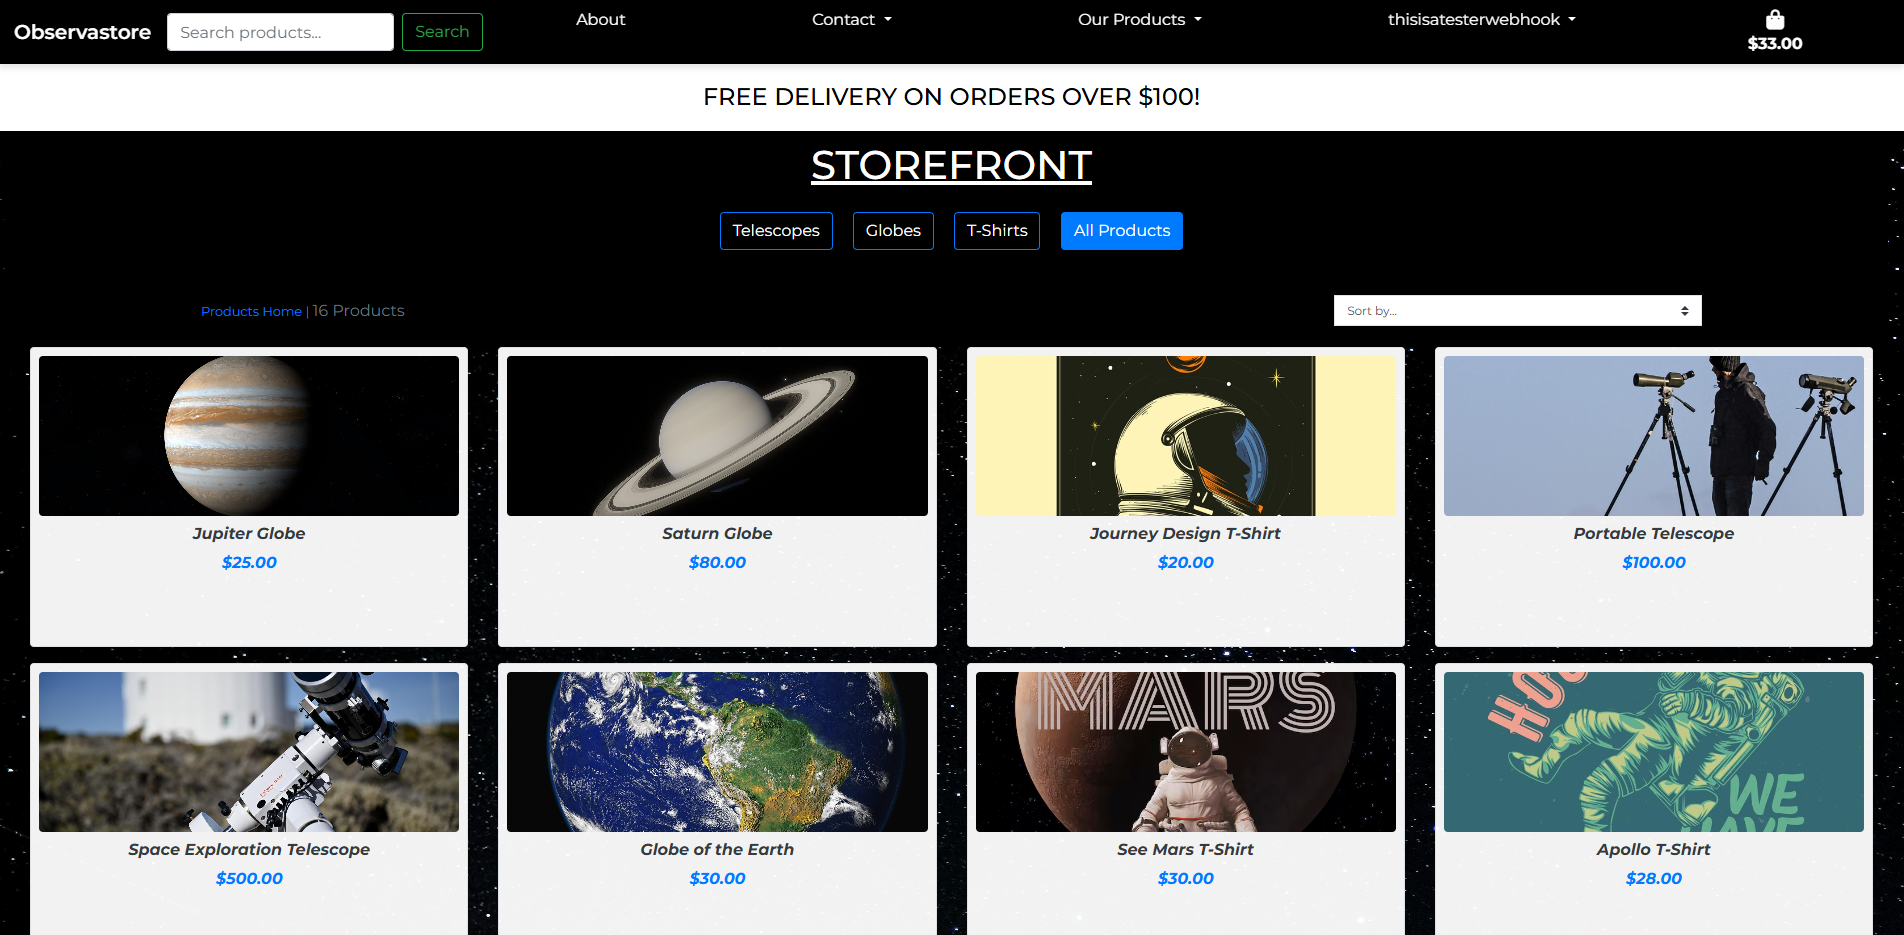 Observastore
Search products...
Search
About
Contact
Our Products
thisisatesterwebhook
$33.00
FREE DELIVERY ON ORDERS OVER $100!
STOREFRONT
Telescopes
Globes
T-Shirts
All Products
Products Home | 16 Products
Sort by...
Jupiter Globe
$25.00
Saturn Globe
$80.00
Journey Design T-Shirt
$20.00
Portable Telescope
$100.00
MARS
WE
Space Exploration Telescope
$500.00
Globe of the Earth
$30.00
See Mars T-Shirt
$30.00
Apollo T-Shirt
$28.00